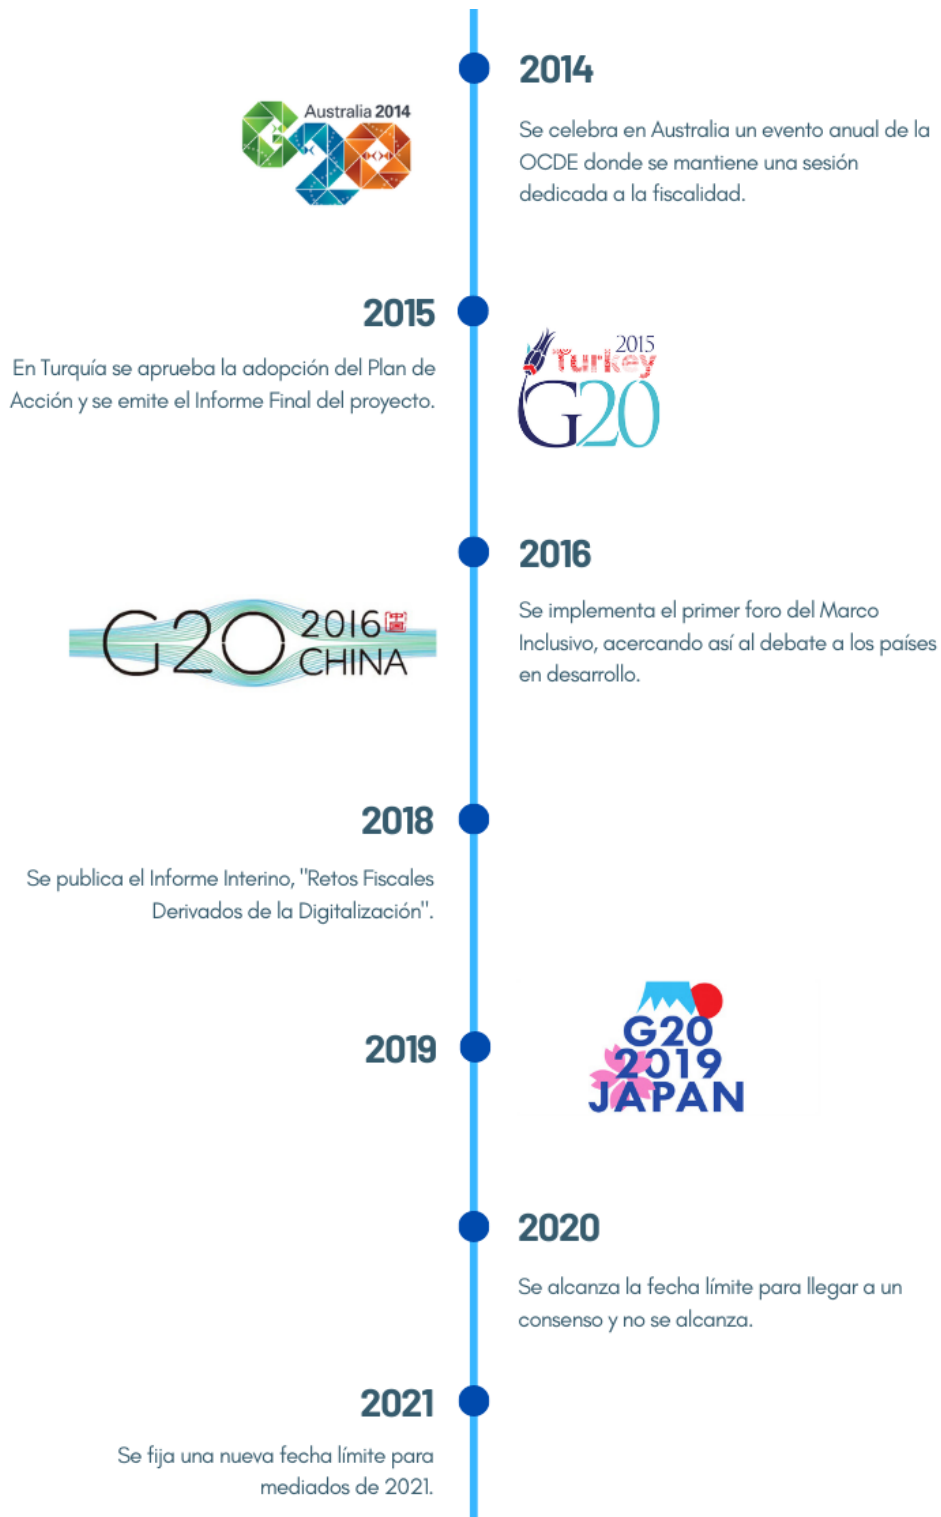 2014
Australia 2014
G20
Se celebra en Australia un evento anual de la
OCDE donde se mantiene una sesión
dedicada a la fiscalidad.
2015
En Turquía se aprueba la adopción del Plan de
Acción y se emite el Informe Final del proyecto.
2015
Turkey
G20
2016
G20 2016
CHINA
Se implementa el primer foro del Marco
Inclusivo, acercando así al debate a los países
en desarrollo.
2018
Se publica el Informe Interino, "Retos Fiscales
Derivados de la Digitalización".
2019
G20
2019
JAPAN
2020
Se alcanza la fecha límite para llegar a un
consenso y no se alcanza.
2021
Se fija una nueva fecha límite para
mediados de 2021.